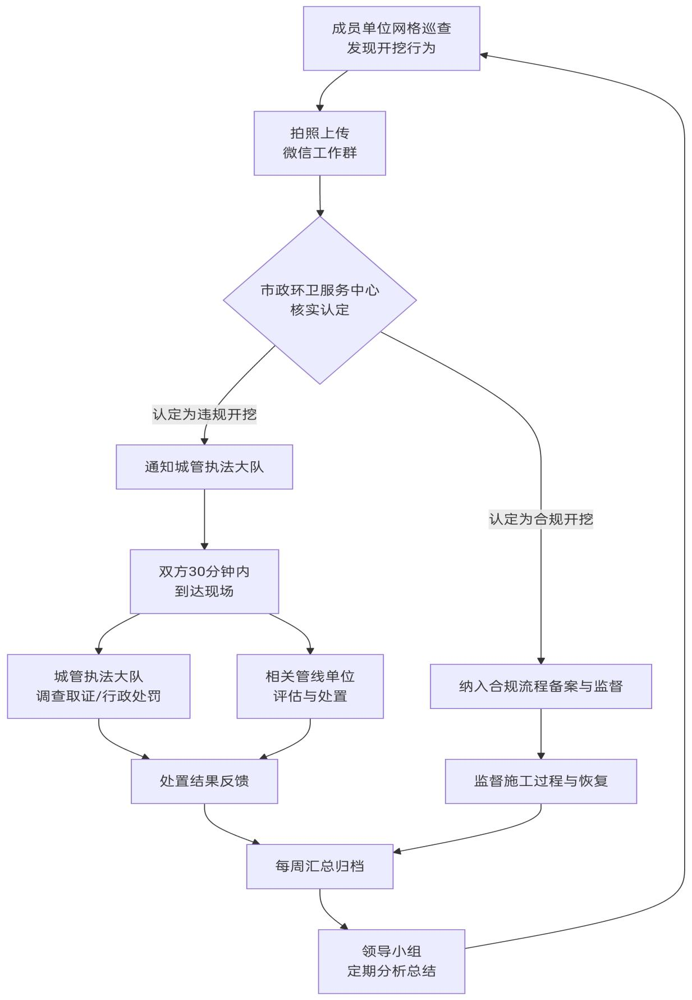 成员单位网格巡查
发现开挖行为
拍照上传
微信工作群
市政环卫服务中心
核实认定
认定为违规开挖
通知城管执法大队
认定为合规开挖
双方30分钟内
到达现场
城管执法大队
调查取证/行政处罚
相关管线单位
评估与处置
纳入合规流程备案与监督
处置结果反馈
监督施工过程与恢复
每周汇总归档
领导小组
定期分析总结